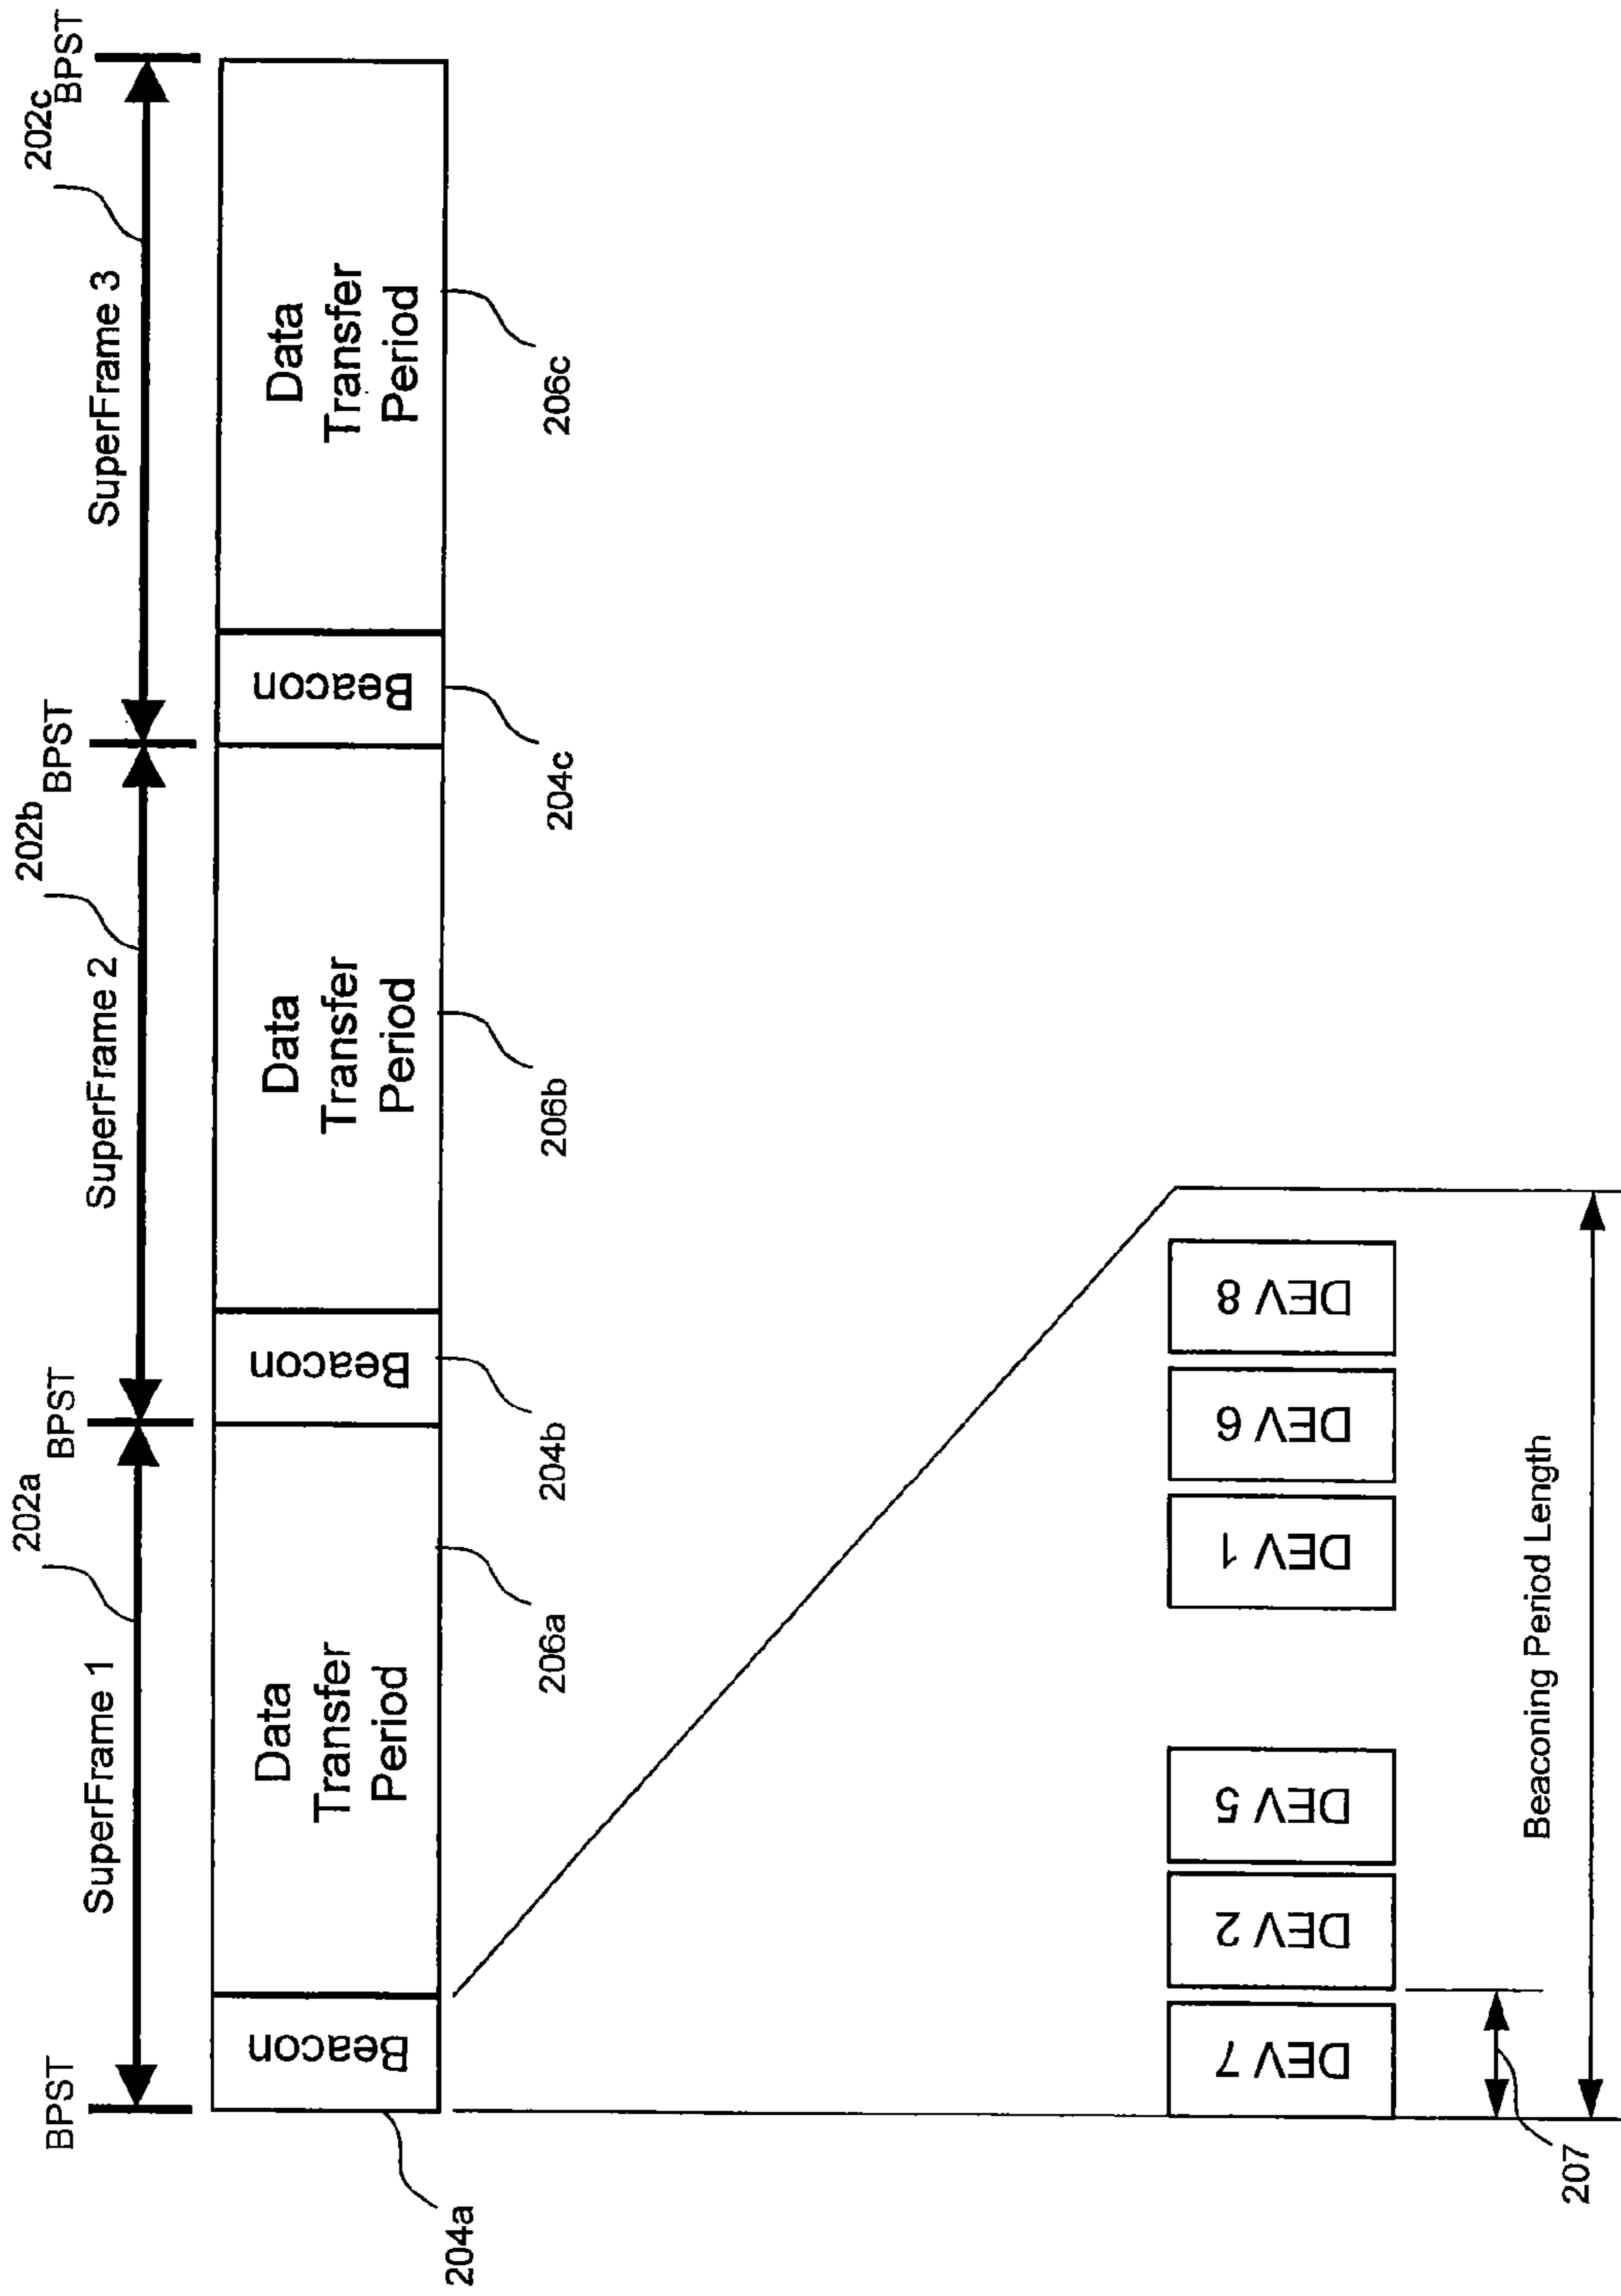 202a
202b
202c
BPST
SuperFrame 1
BPST
SuperFrame 2
BPST
SuperFrame 3
BPST
Beacon
Data
Transfer
Period
Beacon
Data
Transfer
Period
Beacon
Data
Transfer
Period
204a
206a
204b
206b
204c
206c
DEV 7
DEV 2
DEV 5
DEV 1
DEV 6
DEV 8
207
Beaconing Period Length